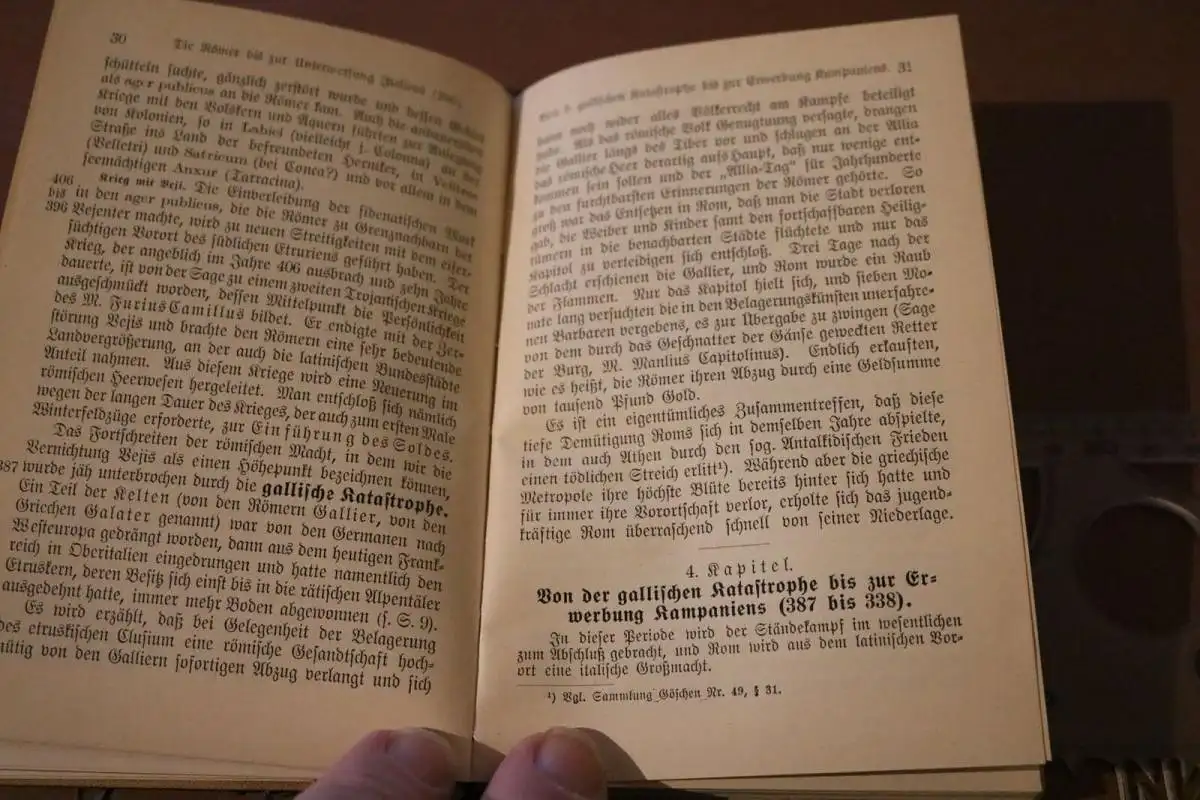 30 Die Römer bis zur Unterwerfung Italiens
schütteln suchte, gänzlich zerstört wurde und dessen
als ager publicus an die Römer kam. Auch die
Kriege mit den Volskern und Äquern führten zur Anlegung
von Kolonien, so in Labici (vielleicht j. Colonna) an der
Straße ins Land der befreundeten Herniker, in Velitrae
(Velletri) und Satricum (bei Conca?) und vor allem in dem
seemächtigen Anxur (Tarracina).
406 Krieg mit Veji. Die Einverleibung der fidenatischen Mark
bis in den ager publicus, die die Römer zu Grenznachbarn der
396 Vejenter machte, wird zu neuen Streitigkeiten mit dem eifer-
süchtigen Vorort des südlichen Etruriens geführt haben. Der
Krieg, der angeblich im Jahre 406 ausbrach und zehn Jahre
dauerte, ist von der Sage zu einem zweiten Trojanischen Kriege
ausgeschmückt worden, dessen Mittelpunkt die Persönlichkeit
des M. Furius Camillus bildet. Er endigte mit der Zer-
störung Vejis und brachte den Römern eine sehr bedeutende
Landvergrößerung, an der auch die latinischen Bundesstädte
Anteil nahmen. Aus diesem Kriege wird eine Neuerung im
römischen Heerwesen hergeleitet. Man entschloß sich nämlich
wegen der langen Dauer des Krieges, der auch zum ersten Male
Winterfeldzüge erforderte, zur Einführung des Soldes.
Das Fortschreiten der römischen Macht, in dem wir die
Vernichtung Vejis als einen Höhepunkt bezeichnen können,
387 wurde jäh unterbrochen durch die gallische Katastrophe.
Ein Teil der Kelten (von den Römern Gallier, von den
Griechen Galater genannt) war von den Germanen nach
Westeuropa gedrängt worden, dann aus dem heutigen Frank-
reich in Oberitalien eingedrungen und hatte namentlich den
Etruskern, deren Besitz sich einst bis in die rätischen Alpentäler
ausgedehnt hatte, immer mehr Boden abgewonnen (s. S. 9).
Es wird erzählt, daß bei Gelegenheit der Belagerung
des etruskischen Clusium eine römische Gesandtschaft hoch-
mütig von den Galliern sofortigen Abzug verlangt und sich
Von d. gallischen Katastrophe bis zur Erwerbung Kampaniens. 31
dann noch wider alles Völkerrecht am Kampfe beteiligt
habe. Als das römische Volk Genugtuung versagte, drangen
die Gallier längs des Tiber vor und schlugen an der Allia
das römische Heer derartig aufs Haupt, daß nur wenige ent-
kommen sein sollen und der „Allia-Tag“ für Jahrhunderte
zu den furchtbarsten Erinnerungen der Römer gehörte. So
groß war das Entsetzen in Rom, daß man die Stadt verloren
gab, die Weiber und Kinder samt den fortschaffbaren Heilig-
tümern in die benachbarten Städte flüchtete und nur das
Kapitol zu verteidigen sich entschloß. Drei Tage nach der
Schlacht erschienen die Gallier, und Rom wurde ein Raub
der Flammen. Nur das Kapitol hielt sich, und sieben Mo-
nate lang versuchten die in den Belagerungskünsten unerfahre-
nen Barbaren vergebens, es zur Übergabe zu zwingen (Sage
von dem durch das Geschnatter der Gänse geweckten Retter
der Burg, M. Manlius Capitolinus). Endlich erkauften,
wie es heißt, die Römer ihren Abzug durch eine Geldsumme
von tausend Pfund Gold.
Es ist ein eigentümliches Zusammentreffen, daß diese
tiefe Demütigung Roms sich in demselben Jahre abspielte,
in dem auch Athen durch den sog. Antalkidischen Frieden
einen tödlichen Streich erlitt¹). Während aber die griechische
Metropole ihre höchste Blüte bereits hinter sich hatte und
für immer ihre Vorortschaft verlor, erholte sich das jugend-
kräftige Rom überraschend schnell von seiner Niederlage.
4. Kapitel.
Von der gallischen Katastrophe bis zur Er-
werbung Kampaniens (387 bis 338).
In dieser Periode wird der Ständekampf im wesentlichen
zum Abschluß gebracht, und Rom wird aus dem latinischen Vor-
ort eine italische Großmacht.
¹) Vgl. Sammlung Göschen Nr. 49, § 31.